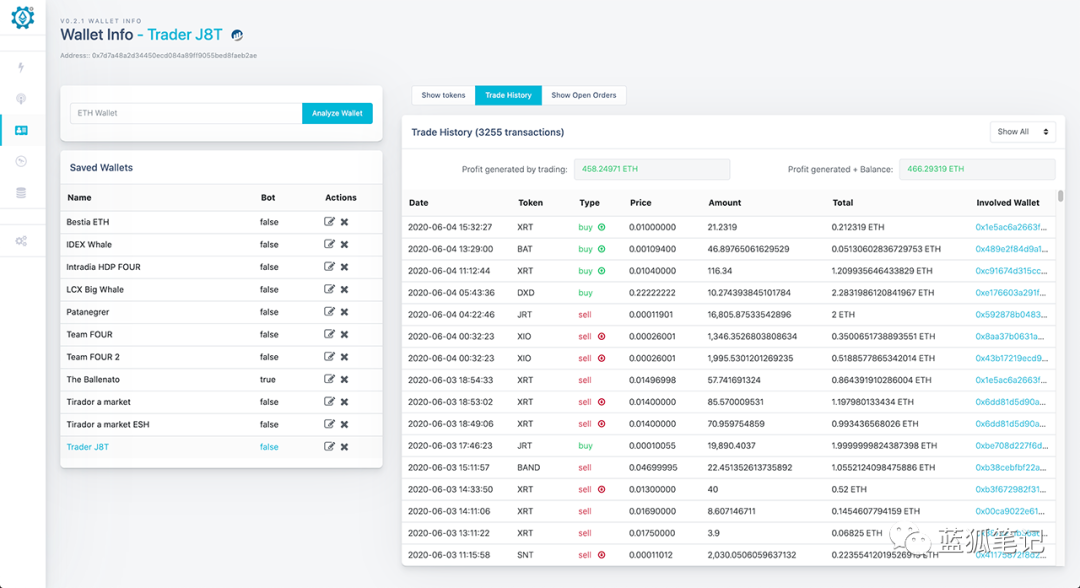 V0.2.1 WALLET INFO
Wallet Info - Trader J8T
Address:: 0x7d7a48a2d34450ecd084a89ff9055bed8faeb2ae
ETH Wallet
Analyze Wallet
Saved Wallets
Name Bot Actions
Bestia ETH false
IDEX Whale false
Intradia HDP FOUR false
LCX Big Whale false
Patanegrer false
Team FOUR false
Team FOUR 2 false
The Ballenato true
Tirador a market false
Tirador a market ESH false
Trader J8T false
Show tokens Trade History Show Open Orders
Trade History (3255 transactions)
Show All
Profit generated by trading: 458.24971 ETH Profit generated + Balance: 466.29319 ETH
Date Token Type Price Amount Total Involved Wallet
2020-06-04 15:32:27 XRT buy 0.01000000 21.2319 0.212319 ETH 0x1e5ac6a2663f...
2020-06-04 13:29:00 BAT buy 0.00109400 46.89765061629529 0.05130602836729753 ETH 0x489e2f84d9a1...
2020-06-04 11:12:44 XRT buy 0.01040000 116.34 1.209935646433829 ETH 0xc91674d315cc...
2020-06-04 05:43:36 DXD buy 0.22222222 10.274393845101784 2.2831986120841967 ETH 0xe176603a291f...
2020-06-04 04:22:46 JRT sell 0.00011901 16,805.87533542896 2 ETH 0x592878b0483...
2020-06-04 00:32:23 XIO sell 0.00026001 1,346.3526803808634 0.3500651738893551 ETH 0x8aa37b0631a...
2020-06-04 00:32:23 XIO sell 0.00026001 1,995.5301201269235 0.5188577865342014 ETH 0x43b17219ecd9...
2020-06-03 18:54:33 XRT sell 0.01496998 57.741691324 0.864391910286004 ETH 0x1e5ac6a2663f...
2020-06-03 18:53:02 XRT sell 0.01400000 85.570009531 1.197980133434 ETH 0x6dd81d5d90a...
2020-06-03 18:49:06 XRT sell 0.01400000 70.959754859 0.993436568026 ETH 0x6dd81d5d90a...
2020-06-03 17:46:23 JRT buy 0.00010055 19,890.4037 1.9999999824387398 ETH 0xbe708d227f6d...
2020-06-03 15:11:57 BAND sell 0.04699995 22.451352613735892 1.0552124098475886 ETH 0xb38cebfbf22a...
2020-06-03 14:33:50 XRT sell 0.01300000 40 0.52 ETH 0xb3f672982f31...
2020-06-03 14:11:06 XRT sell 0.01690000 8.607146711 0.1454607794159 ETH 0x00ca9022e61...
2020-06-03 13:11:22 XRT sell 0.01750000 3.9 0.06825 ETH
2020-06-03 11:15:58 SNT sell 0.00011012 2,030.0506059637132
蓝狐笔记